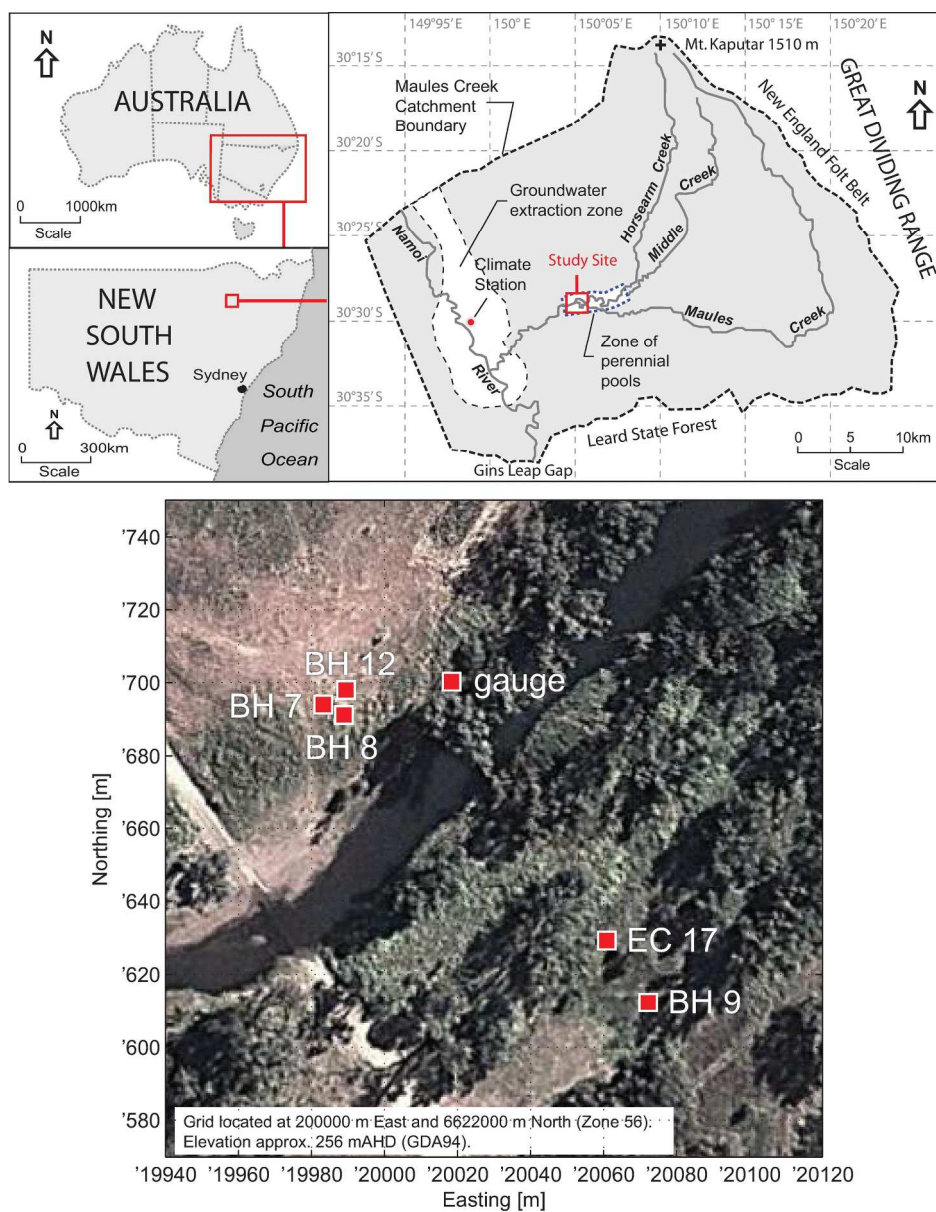 N
AUSTRALIA
0 1000km
Scale
NEW
SOUTH
WALES
Sydney
South
Pacific
Ocean
N
0 300km
Scale
149°95' E
150° E
150°05' E
150°10' E
150°15' E
150°20' E
30°15'S
30°20'S
30°25'S
30°30'S
30°35'S
Mt. Kaputar 1510 m
Maules Creek
Catchment
Boundary
N
GREAT DIVIDING RANGE
New England Folt Belt
Groundwater
extraction zone
Horsearm Creek
Middle Creek
Namoi River
Climate
Station
Study Site
Maules Creek
Zone of
perennial
pools
Leard State Forest
Gins Leap Gap
0 5 10km
Scale
Northing [m]
'740
'720
'700
'680
'660
'640
'620
'600
'580
BH 12
BH 7
BH 8
gauge
EC 17
BH 9
Grid located at 200000 m East and 6622000 m North (Zone 56).
Elevation approx. 256 mAHD (GDA94).
'19940 '19960 '19980 '20000 '20020 '20040 '20060 '20080 '20100 '20120
Easting [m]